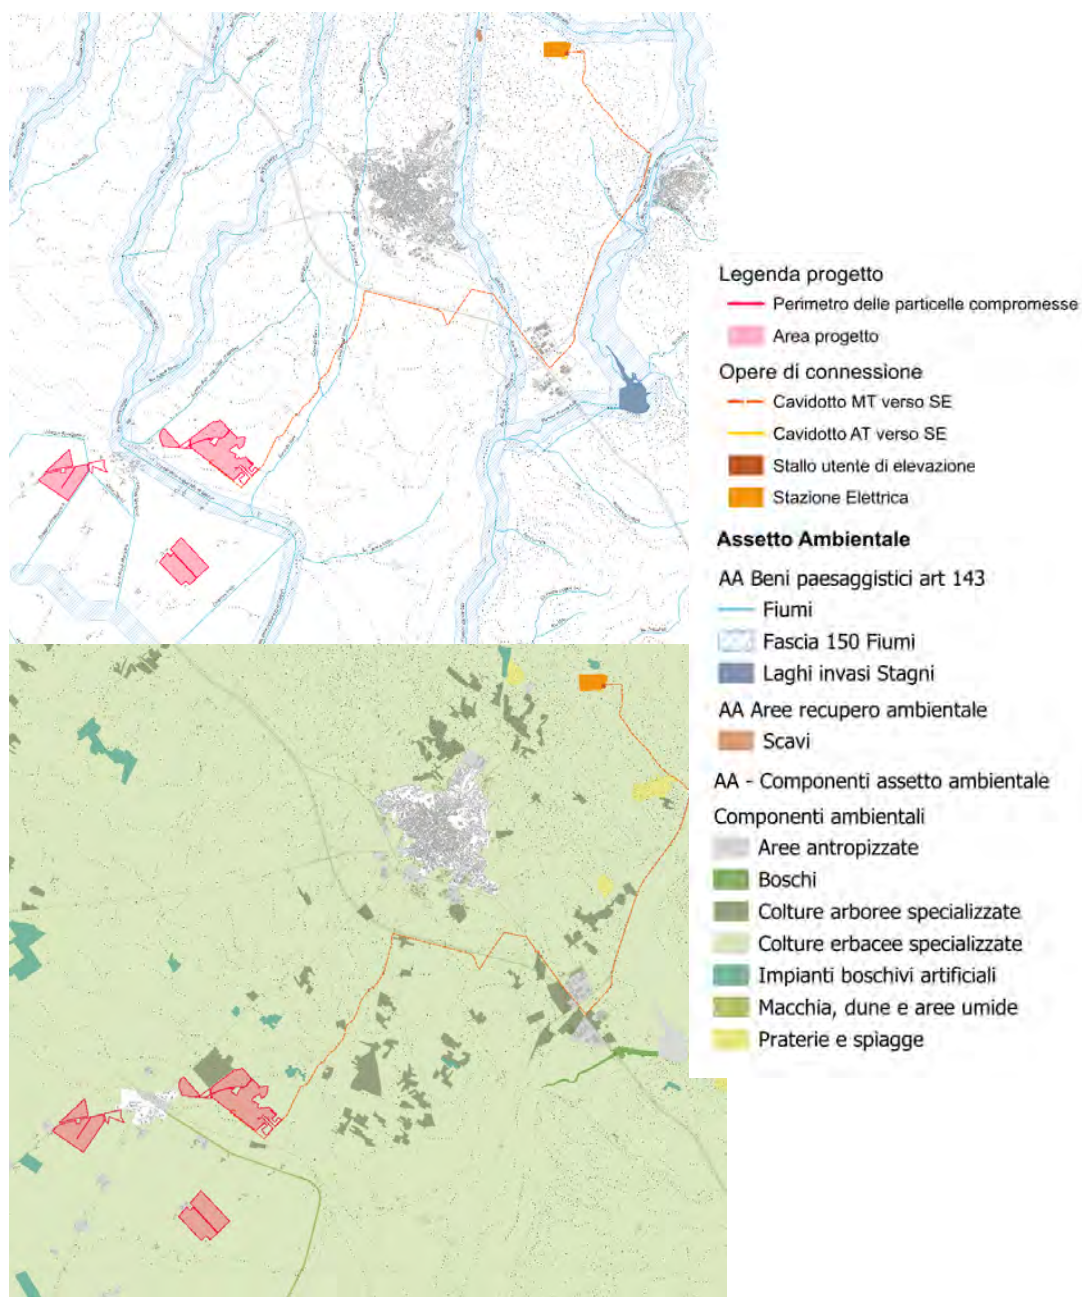 Legenda progetto
Perimetro delle particelle compromesse
Area progetto
Opere di connessione
Cavidotto MT verso SE
Cavidotto AT verso SE
Stallo utente di elevazione
Stazione Elettrica
Assetto Ambientale
AA Beni paesaggistici art 143
Fiumi
Fascia 150 Fiumi
Laghi invasi Stagni
AA Aree recupero ambientale
Scavi
AA - Componenti assetto ambientale
Componenti ambientali
Aree antropizzate
Boschi
Colture arboree specializzate
Colture erbacee specializzate
Impianti boschivi artificiali
Macchia, dune e aree umide
Praterie e spiagge